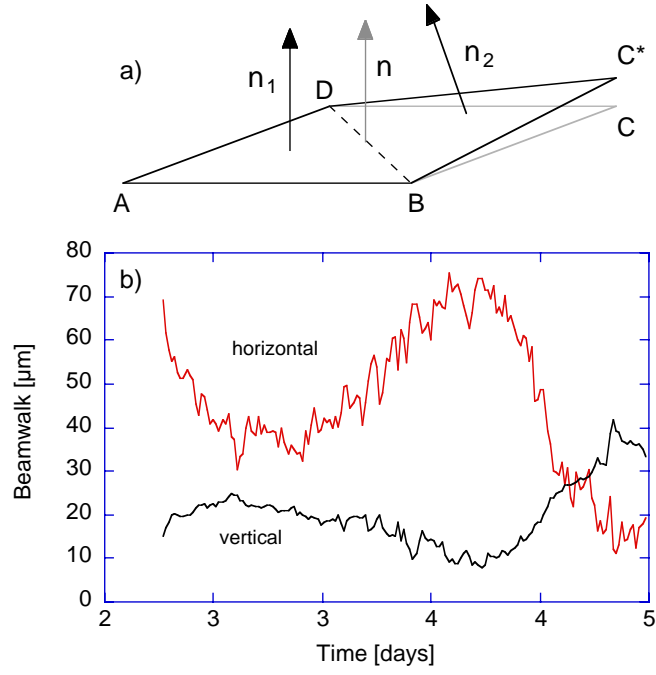 a)
n₁
n
n₂
C*
D
C
A
B
b)
80
70
60
50
40
30
20
10
0
horizontal
vertical
Beamwalk [µm]
2
3
3
4
4
5
Time [days]